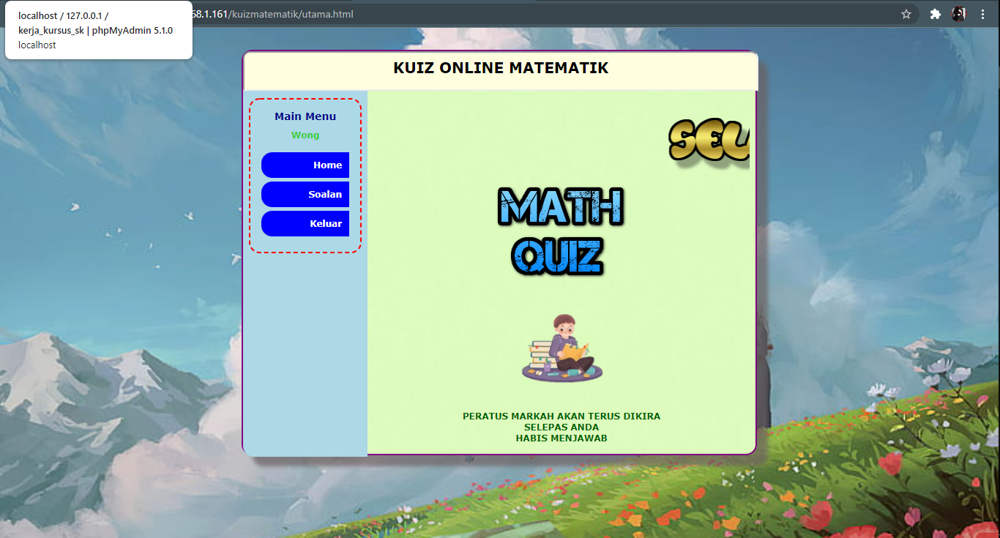 localhost / 127.0.0.1 /
kerja_kursus_sk | phpMyAdmin 5.1.0
localhost
68.1.161/kuizmatematik/utama.html
KUIZ ONLINE MATEMATIK
Main Menu
Wong
Home
Soalan
Keluar
SEL
MATH
QUIZ
PERATUS MARKAH AKAN TERUS DIKIRA
SELEPAS ANDA
HABIS MENJAWAB